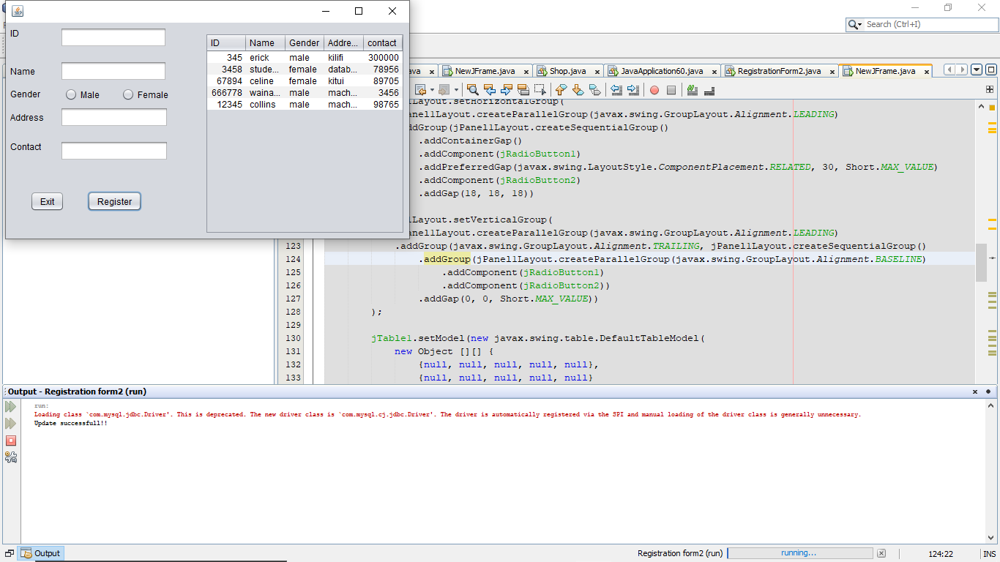 ID
Name
Gender
Male
Female
Address
Contact
Exit
Register
ID Name Gender Addre... contact
345 erick male kilifi 300000
3458 stude... female datab... 78956
67894 celine female kitui 89705
666778 waina... male mach... 3456
12345 collins male mach... 98765
Search (Ctrl+I)
ava NewJFrame.java Shop.java JavaApplication60.java RegistrationForm2.java NewJFrame.java
lLayout.setHorizontalGroup(
anel1Layout.createParallelGroup(javax.swing.GroupLayout.Alignment.LEADING)
ddGroup(jPanel1Layout.createSequentialGroup()
.addContainerGap()
.addComponent(jRadioButton1)
.addPreferredGap(javax.swing.LayoutStyle.ComponentPlacement.RELATED, 30, Short.MAX_VALUE)
.addComponent(jRadioButton2)
.addGap(18, 18, 18))
lLayout.setVerticalGroup(
anel1Layout.createParallelGroup(javax.swing.GroupLayout.Alignment.LEADING)
123 .addGroup(javax.swing.GroupLayout.Alignment.TRAILING, jPanel1Layout.createSequentialGroup()
124 .addGroup(jPanel1Layout.createParallelGroup(javax.swing.GroupLayout.Alignment.BASELINE)
125 .addComponent(jRadioButton1)
126 .addComponent(jRadioButton2))
127 .addGap(0, 0, Short.MAX_VALUE))
128 );
129
130 jTable1.setModel(new javax.swing.table.DefaultTableModel(
131 new Object [][] {
132 {null, null, null, null, null},
133 {null, null, null, null, null}
Output - Registration form2 (run)
run:
Loading class `com.mysql.jdbc.Driver'. This is deprecated. The new driver class is `com.mysql.cj.jdbc.Driver'. The driver is automatically registered via the SPI and manual loading of the driver class is generally unnecessary.
Update successfull!!
Output
Registration form2 (run) running... 124:22 INS